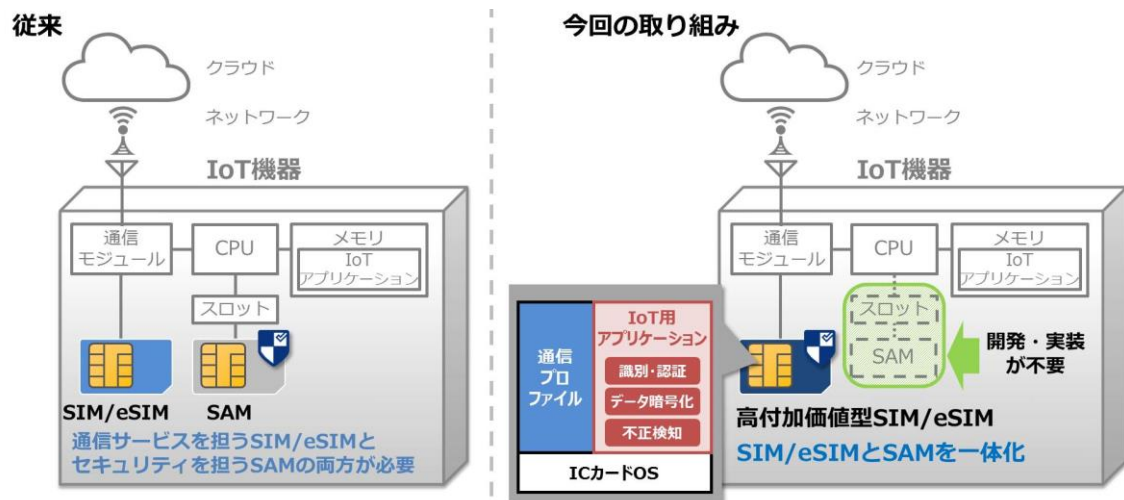 従来
クラウド
ネットワーク
IoT機器
通信
モジュール
CPU
メモリ
IoT
アプリケーション
スロット
SIM/eSIM
SAM
通信サービスを担うSIM/eSIMと
セキュリティを担うSAMの両方が必要
今回の取り組み
クラウド
ネットワーク
IoT機器
通信
モジュール
CPU
メモリ
IoT
アプリケーション
スロット
SAM
開発・実装
が不要
通信
プロ
ファイル
IoT用
アプリケーション
識別・認証
データ暗号化
不正検知
ICカードOS
高付加価値型SIM/eSIM
SIM/eSIMとSAMを一体化